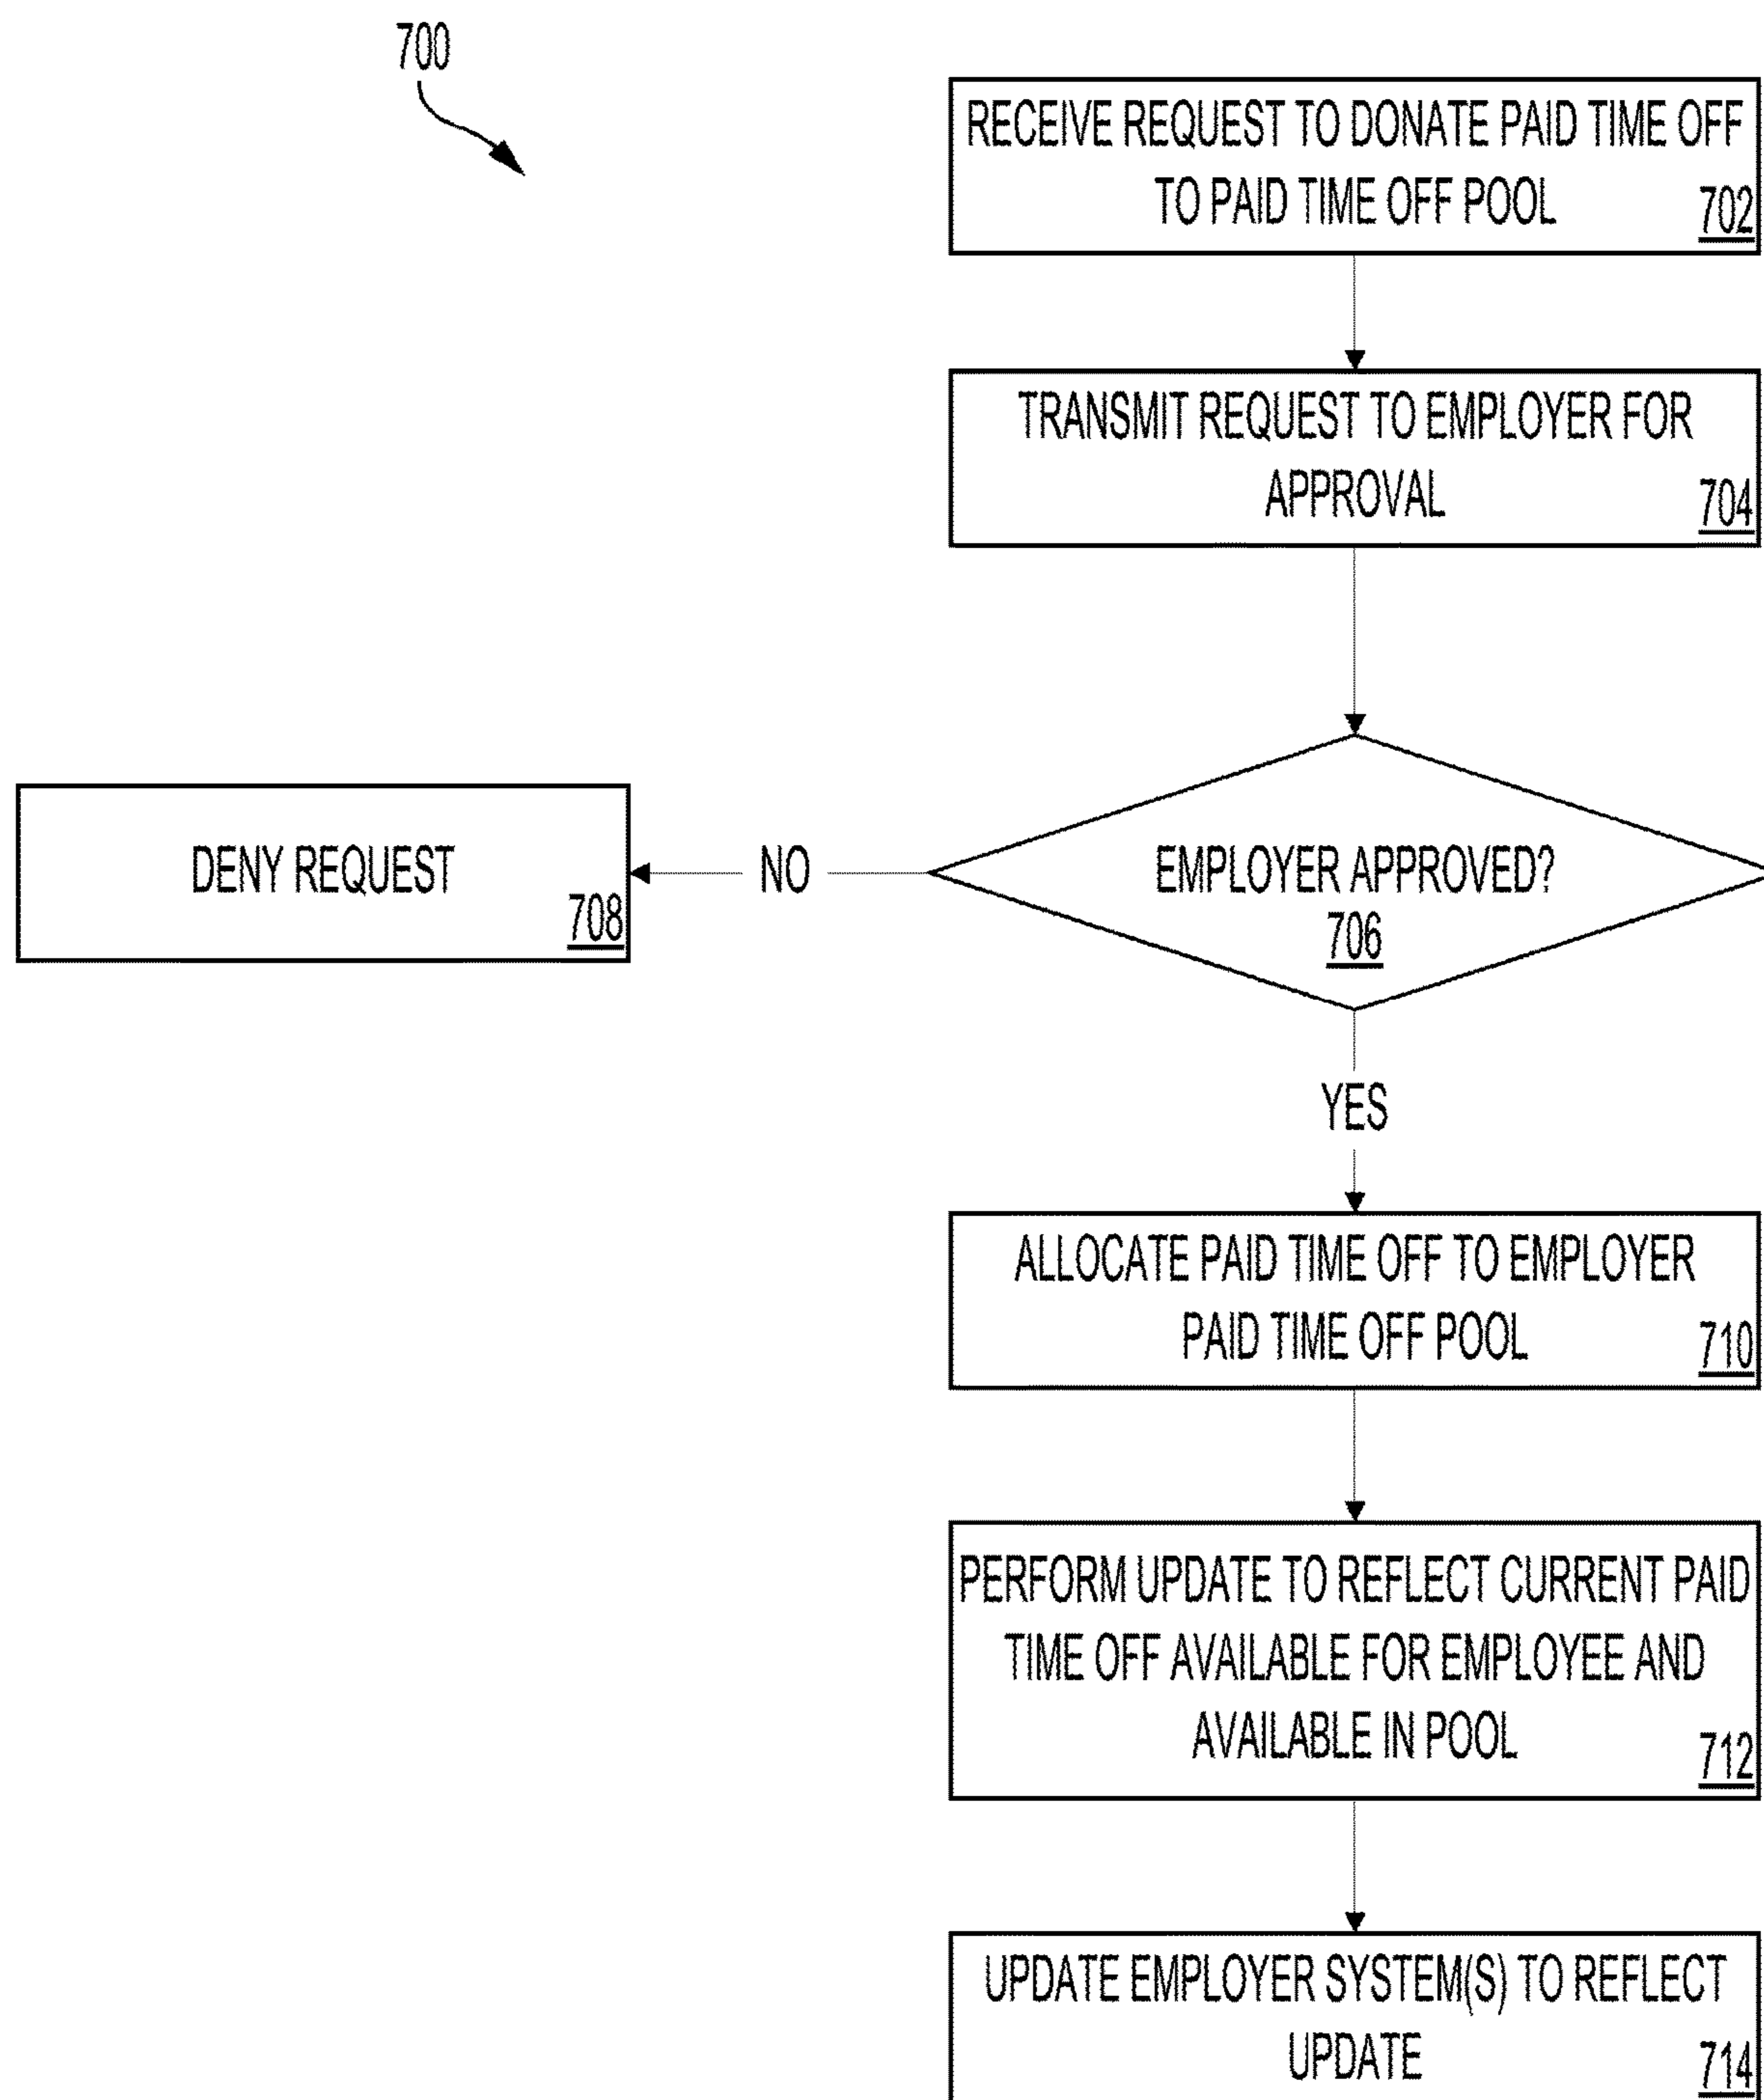 700
RECEIVE REQUEST TO DONATE PAID TIME OFF
TO PAID TIME OFF POOL
702
TRANSMIT REQUEST TO EMPLOYER FOR
APPROVAL
704
EMPLOYER APPROVED?
706
NO
DENY REQUEST
708
YES
ALLOCATE PAID TIME OFF TO EMPLOYER
PAID TIME OFF POOL
710
PERFORM UPDATE TO REFLECT CURRENT PAID
TIME OFF AVAILABLE FOR EMPLOYEE AND
AVAILABLE IN POOL
712
UPDATE EMPLOYER SYSTEM(S) TO REFLECT
UPDATE
714